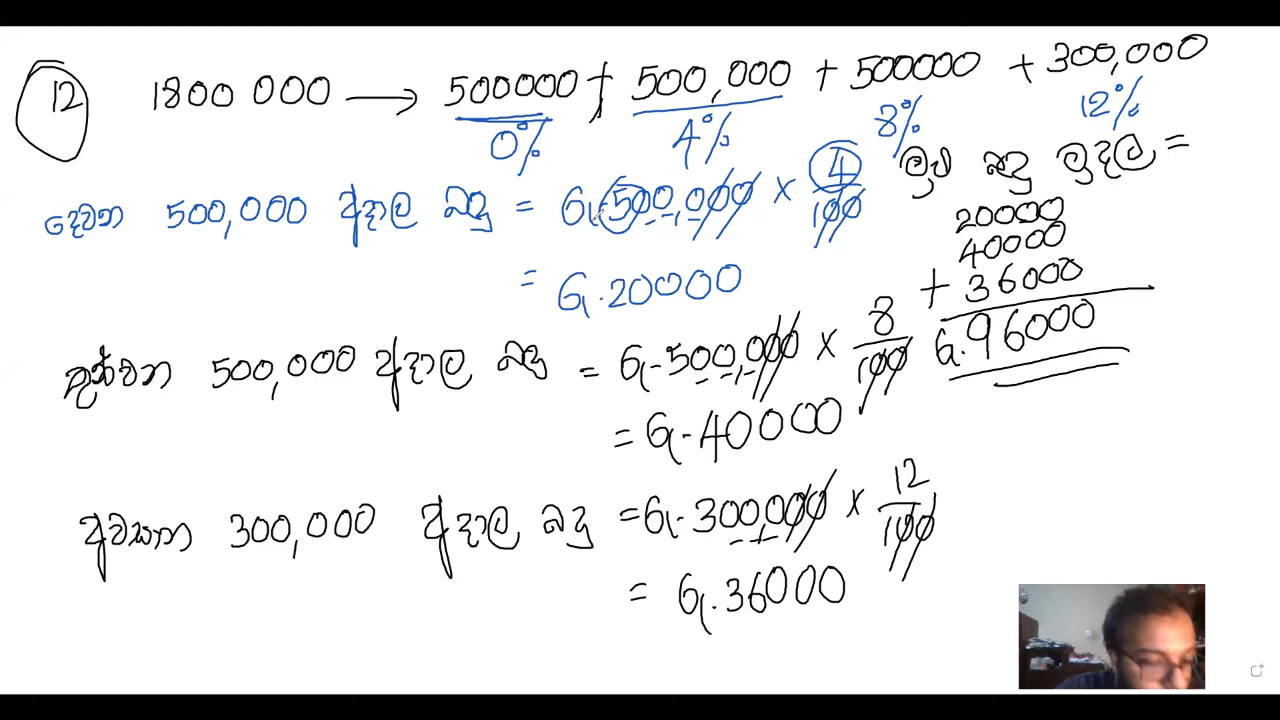 12 1800 000 → 500000 + 500,000 + 500000 + 300,000
0% 4% 8% 12%
මුළු බදු මුදල =
දෙවන 500,000 අදාල බදු = රු.500,000 × 4/100
= රු.20000
20000
40000
+ 36000
රු.96000
තුන්වන 500,000 අදාල බදු = රු.500,000 × 8/100
= රු.40000
අවසාන 300,000 අදාල බදු = රු.300,000 × 12/100
= රු.36000